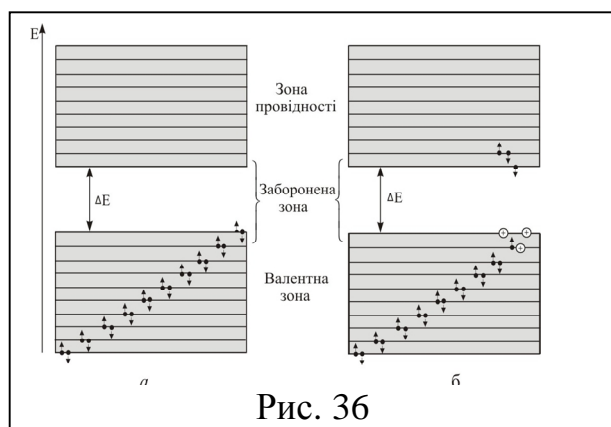 E
Зона
провідності
ΔE
Заборонена
зона
ΔE
Валентна
зона
а
б
Рис. 36